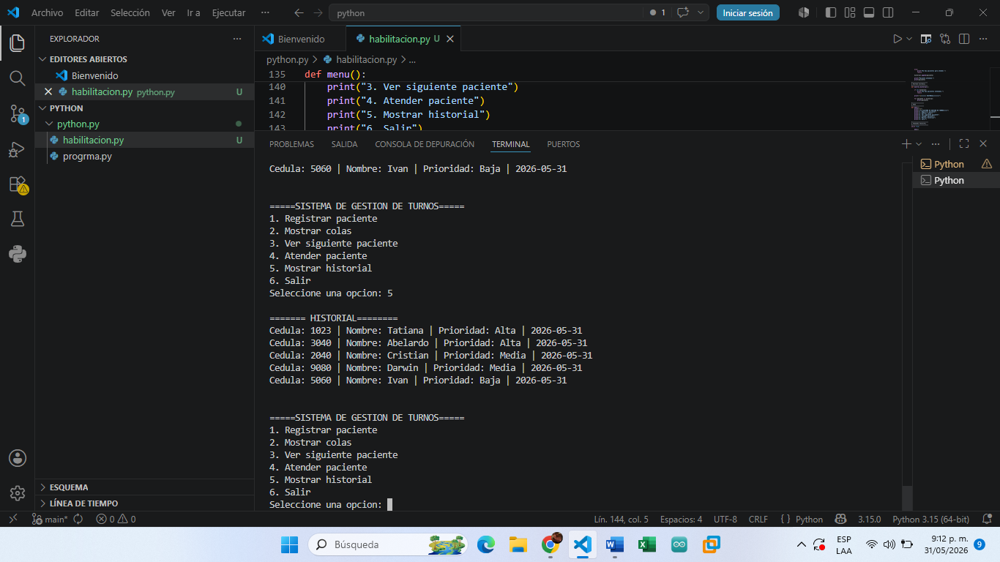 Archivo Editar Selección Ver Ir a Ejecutar ··· python 1 Iniciar sesión
EXPLORADOR ···
EDITORES ABIERTOS
Bienvenido
habilitacion.py python.py U
PYTHON
python.py
habilitacion.py U
progrma.py
ESQUEMA
LÍNEA DE TIEMPO
1
Bienvenido habilitacion.py U
python.py > habilitacion.py > ...
135 def menu():
140 print("3. Ver siguiente paciente")
141 print("4. Atender paciente")
142 print("5. Mostrar historial")
143 print("6. Salir")
PROBLEMAS SALIDA CONSOLA DE DEPURACIÓN TERMINAL PUERTOS
Python
Python
Cedula: 5060 | Nombre: Ivan | Prioridad: Baja | 2026-05-31
=====SISTEMA DE GESTION DE TURNOS=====
1. Registrar paciente
2. Mostrar colas
3. Ver siguiente paciente
4. Atender paciente
5. Mostrar historial
6. Salir
Seleccione una opcion: 5
======= HISTORIAL========
Cedula: 1023 | Nombre: Tatiana | Prioridad: Alta | 2026-05-31
Cedula: 3040 | Nombre: Abelardo | Prioridad: Alta | 2026-05-31
Cedula: 2040 | Nombre: Cristian | Prioridad: Media | 2026-05-31
Cedula: 9080 | Nombre: Darwin | Prioridad: Media | 2026-05-31
Cedula: 5060 | Nombre: Ivan | Prioridad: Baja | 2026-05-31
=====SISTEMA DE GESTION DE TURNOS=====
1. Registrar paciente
2. Mostrar colas
3. Ver siguiente paciente
4. Atender paciente
5. Mostrar historial
6. Salir
Seleccione una opcion:
main* 0 0 Lín. 144, col. 5 Espacios: 4 UTF-8 CRLF { } Python 3.15.0 Python 3.15 (64-bit)
Búsqueda
ESP
LAA
9:12 p. m.
31/05/2026
9